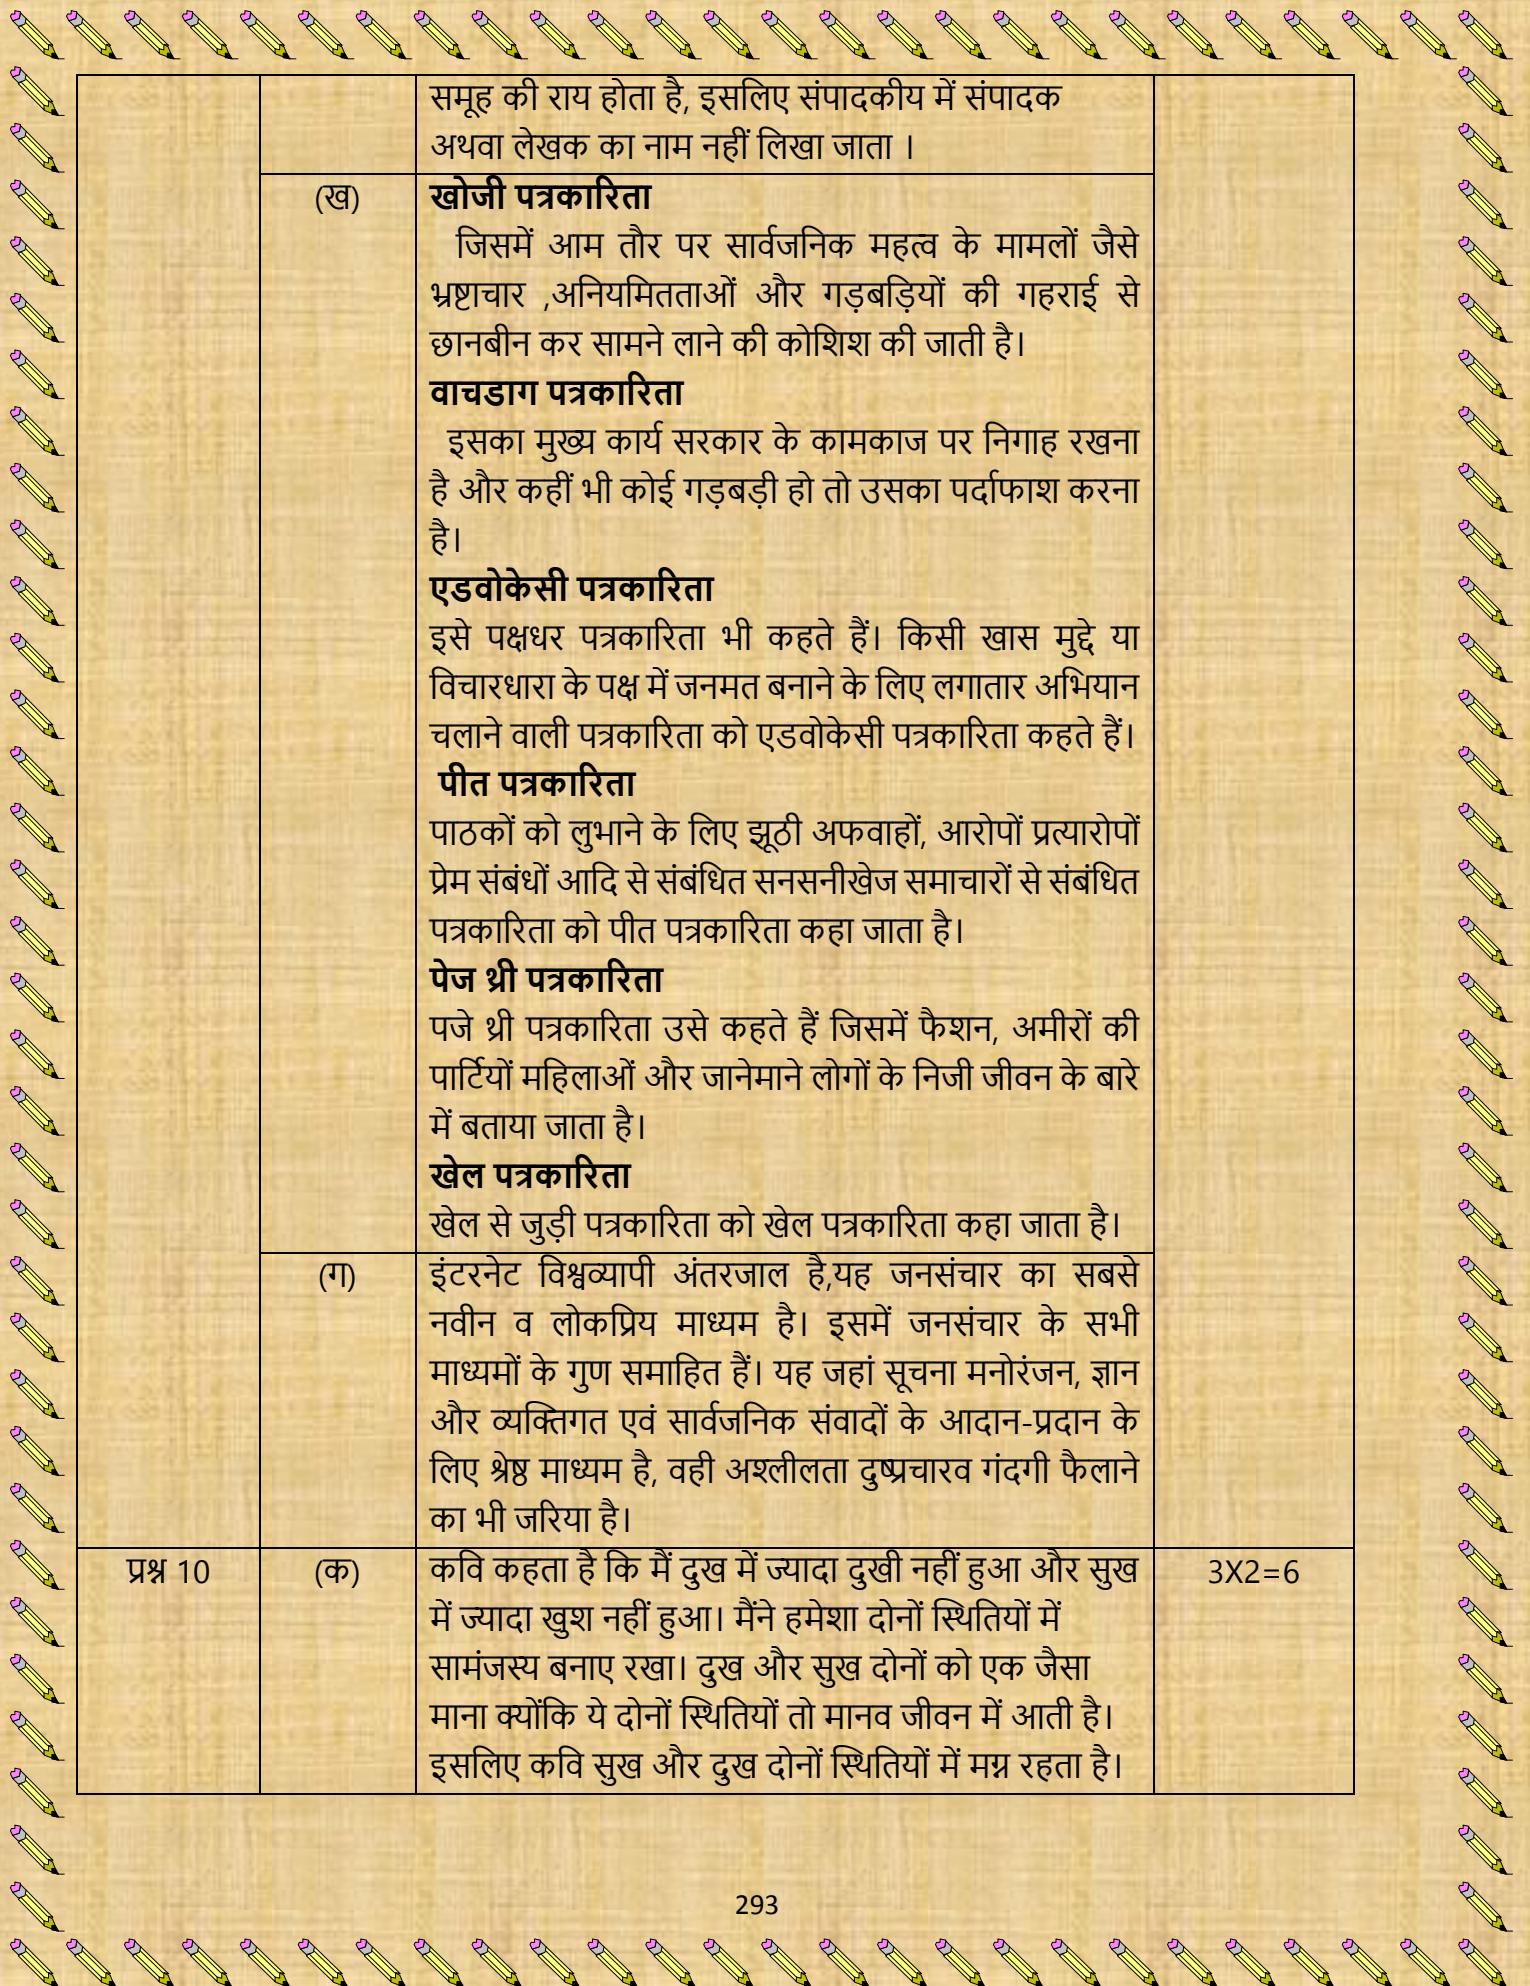 समूह की राय होता है, इसलिए संपादकीय में संपादक
अथवा लेखक का नाम नहीं लिखा जाता ।
(ख)
खोजी पत्रकारिता
जिसमें आम तौर पर सार्वजनिक महत्व के मामलों जैसे
भ्रष्टाचार ,अनियमितताओं और गड़बड़ियों की गहराई से
छानबीन कर सामने लाने की कोशिश की जाती है।
वाचडाग पत्रकारिता
इसका मुख्य कार्य सरकार के कामकाज पर निगाह रखना
है और कहीं भी कोई गड़बड़ी हो तो उसका पर्दाफाश करना
है।
एडवोकेसी पत्रकारिता
इसे पक्षधर पत्रकारिता भी कहते हैं। किसी खास मुद्दे या
विचारधारा के पक्ष में जनमत बनाने के लिए लगातार अभियान
चलाने वाली पत्रकारिता को एडवोकेसी पत्रकारिता कहते हैं।
पीत पत्रकारिता
पाठकों को लुभाने के लिए झूठी अफवाहों, आरोपों प्रत्यारोपों
प्रेम संबंधों आदि से संबंधित सनसनीखेज समाचारों से संबंधित
पत्रकारिता को पीत पत्रकारिता कहा जाता है।
पेज थ्री पत्रकारिता
पजे थ्री पत्रकारिता उसे कहते हैं जिसमें फैशन, अमीरों की
पार्टियों महिलाओं और जानेमाने लोगों के निजी जीवन के बारे
में बताया जाता है।
खेल पत्रकारिता
खेल से जुड़ी पत्रकारिता को खेल पत्रकारिता कहा जाता है।
(ग)
इंटरनेट विश्वव्यापी अंतरजाल है,यह जनसंचार का सबसे
नवीन व लोकप्रिय माध्यम है। इसमें जनसंचार के सभी
माध्यमों के गुण समाहित हैं। यह जहां सूचना मनोरंजन, ज्ञान
और व्यक्तिगत एवं सार्वजनिक संवादों के आदान-प्रदान के
लिए श्रेष्ठ माध्यम है, वही अश्लीलता दुष्प्रचारव गंदगी फैलाने
का भी जरिया है।
प्रश्न 10 (क) कवि कहता है कि मैं दुख में ज्यादा दुखी नहीं हुआ और सुख 3X2=6
में ज्यादा खुश नहीं हुआ। मैंने हमेशा दोनों स्थितियों में
सामंजस्य बनाए रखा। दुख और सुख दोनों को एक जैसा
माना क्योंकि ये दोनों स्थितियों तो मानव जीवन में आती है।
इसलिए कवि सुख और दुख दोनों स्थितियों में मग्न रहता है।
293